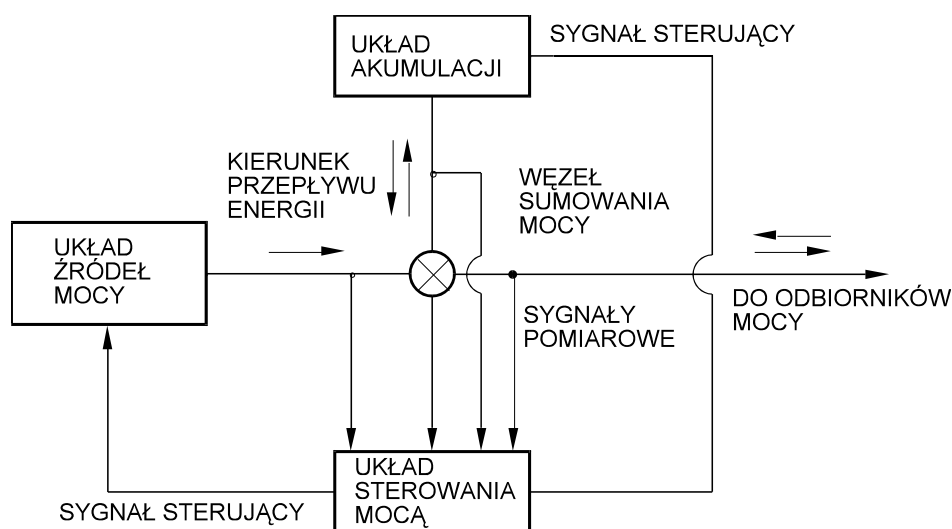 UKŁAD
AKUMULACJI
SYGNAŁ STERUJĄCY
KIERUNEK
PRZEPŁYWU
ENERGII
WĘZEŁ
SUMOWANIA
MOCY
UKŁAD
ŹRÓDEŁ
MOCY
SYGNAŁY
POMIAROWE
DO ODBIORNIKÓW
MOCY
UKŁAD
STEROWANIA
MOCĄ
SYGNAŁ STERUJĄCY